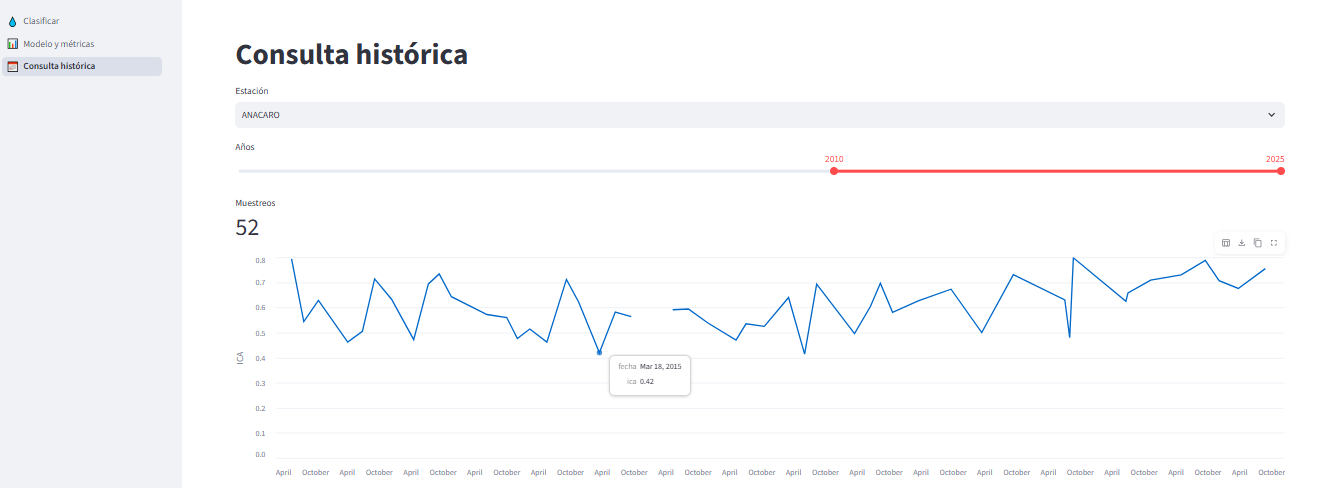 Clasificar
Modelo y métricas
Consulta histórica
Consulta histórica
Estación
ANACARO
Años
2010 2025
Muestreos
52
0.8
0.7
0.6
0.5
0.4
0.3
0.2
0.1
0.0
ICA
fecha Mar 18, 2015
ica 0.42
April October April October April October April October April October April October April October April October April October April October April October April October April October April October April October April October